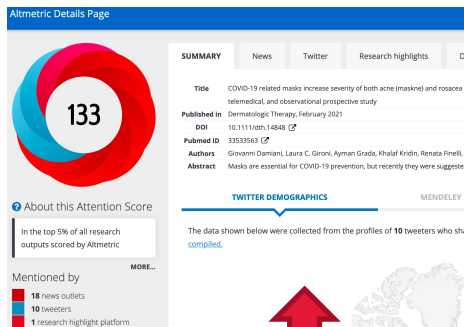 Altmetric Details Page
133
About this Attention Score
In the top 5% of all research
outputs scored by Altmetric
MORE...
Mentioned by
18 news outlets
10 tweeters
1 research highlight platform
SUMMARY News Twitter Research highlights D
Title COVID-19 related masks increase severity of both acne (maskne) and rosacea
telemedical, and observational prospective study
Published in Dermatologic Therapy, February 2021
DOI 10.1111/dth.14848
Pubmed ID 33533563
Authors Giovanni Damiani, Laura C. Gironi, Ayman Grada, Khalaf Kridin, Renata Finelli,
Abstract Masks are essential for COVID-19 prevention, but recently they were suggeste
TWITTER DEMOGRAPHICS MENDELEY
The data shown below were collected from the profiles of 10 tweeters who sha
compiled.